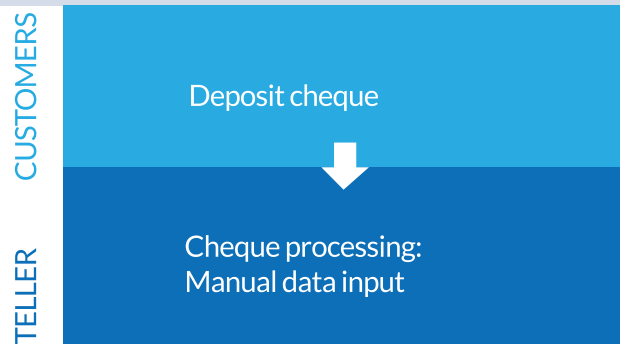 CUSTOMERS
Deposit cheque
TELLER
Cheque processing:
Manual data input